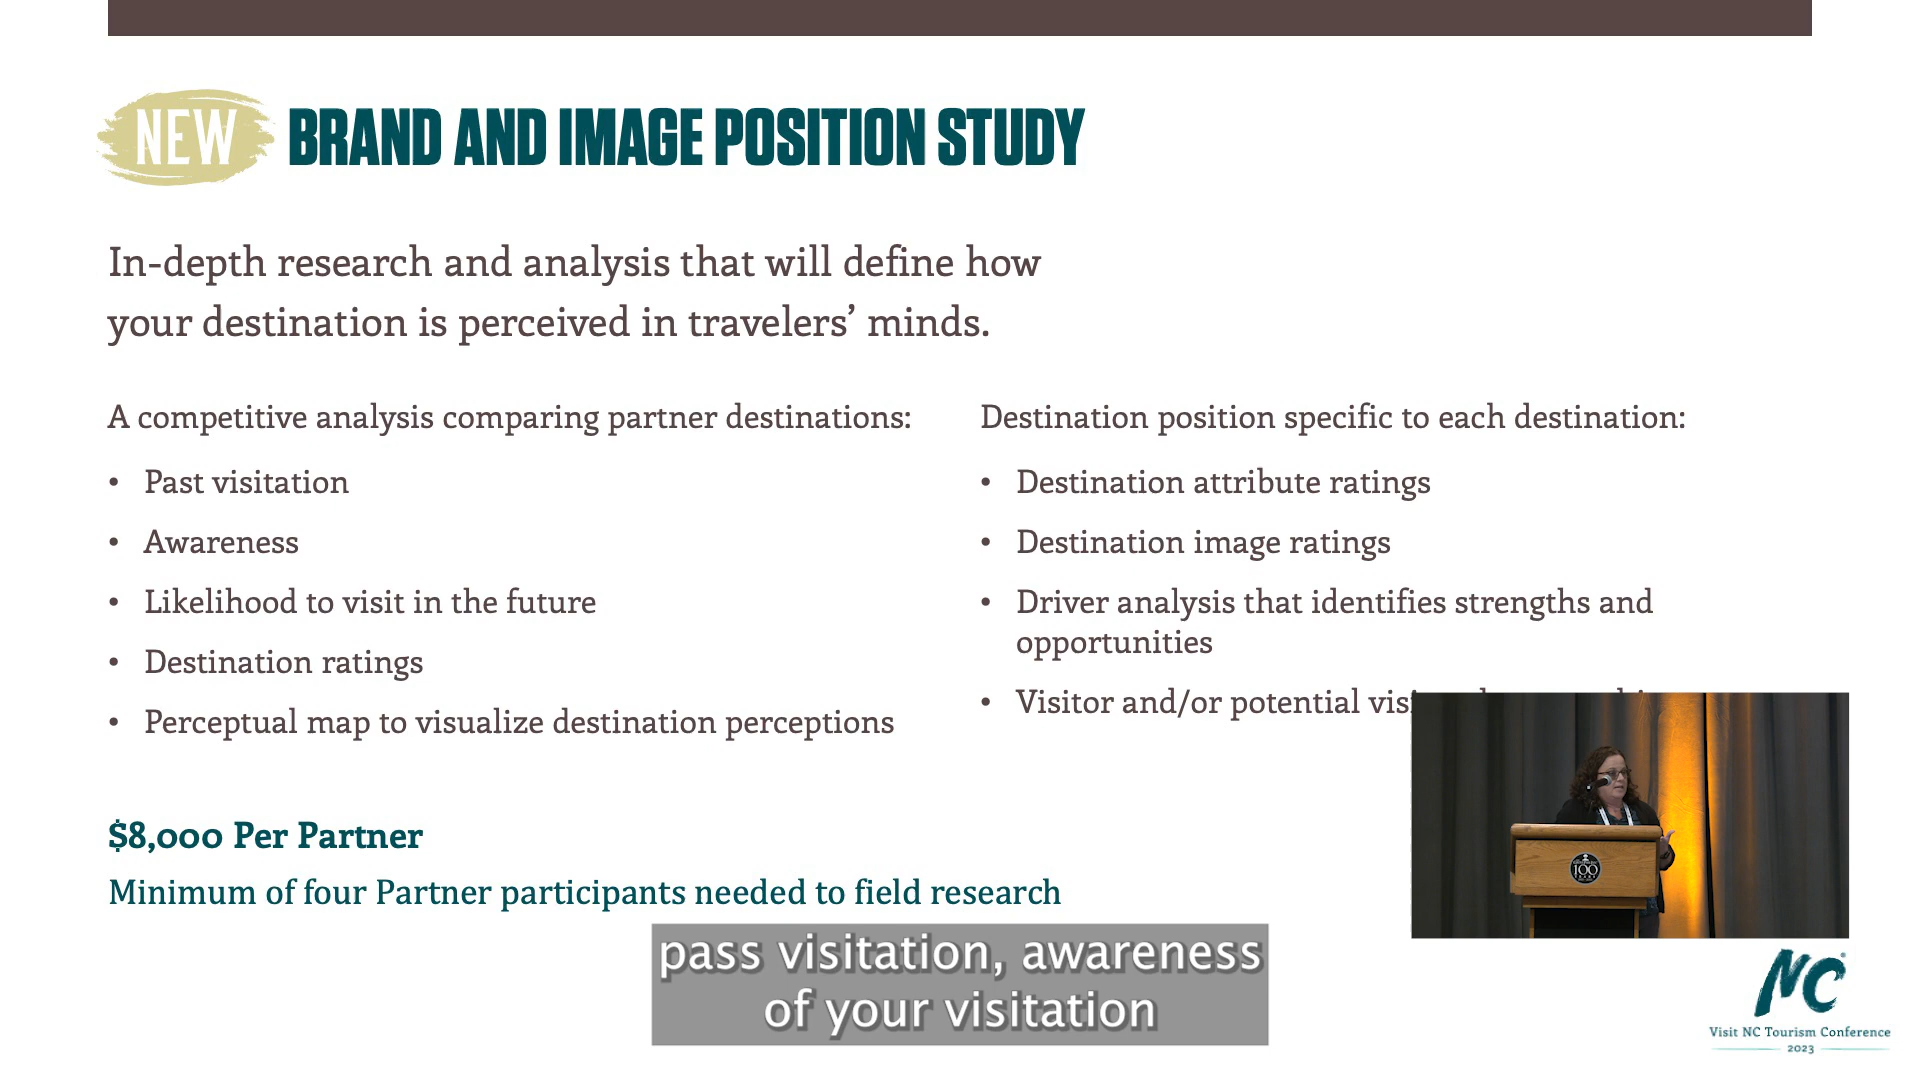 NEW BRAND AND IMAGE POSITION STUDY
In-depth research and analysis that will define how
your destination is perceived in travelers’ minds.
A competitive analysis comparing partner destinations:
• Past visitation
• Awareness
• Likelihood to visit in the future
• Destination ratings
• Perceptual map to visualize destination perceptions
Destination position specific to each destination:
• Destination attribute ratings
• Destination image ratings
• Driver analysis that identifies strengths and
opportunities
• Visitor and/or potential
$8,000 Per Partner
Minimum of four Partner participants needed to field research
100
pass visitation, awareness
of your visitation
NC
Visit NC Tourism Conference
2023